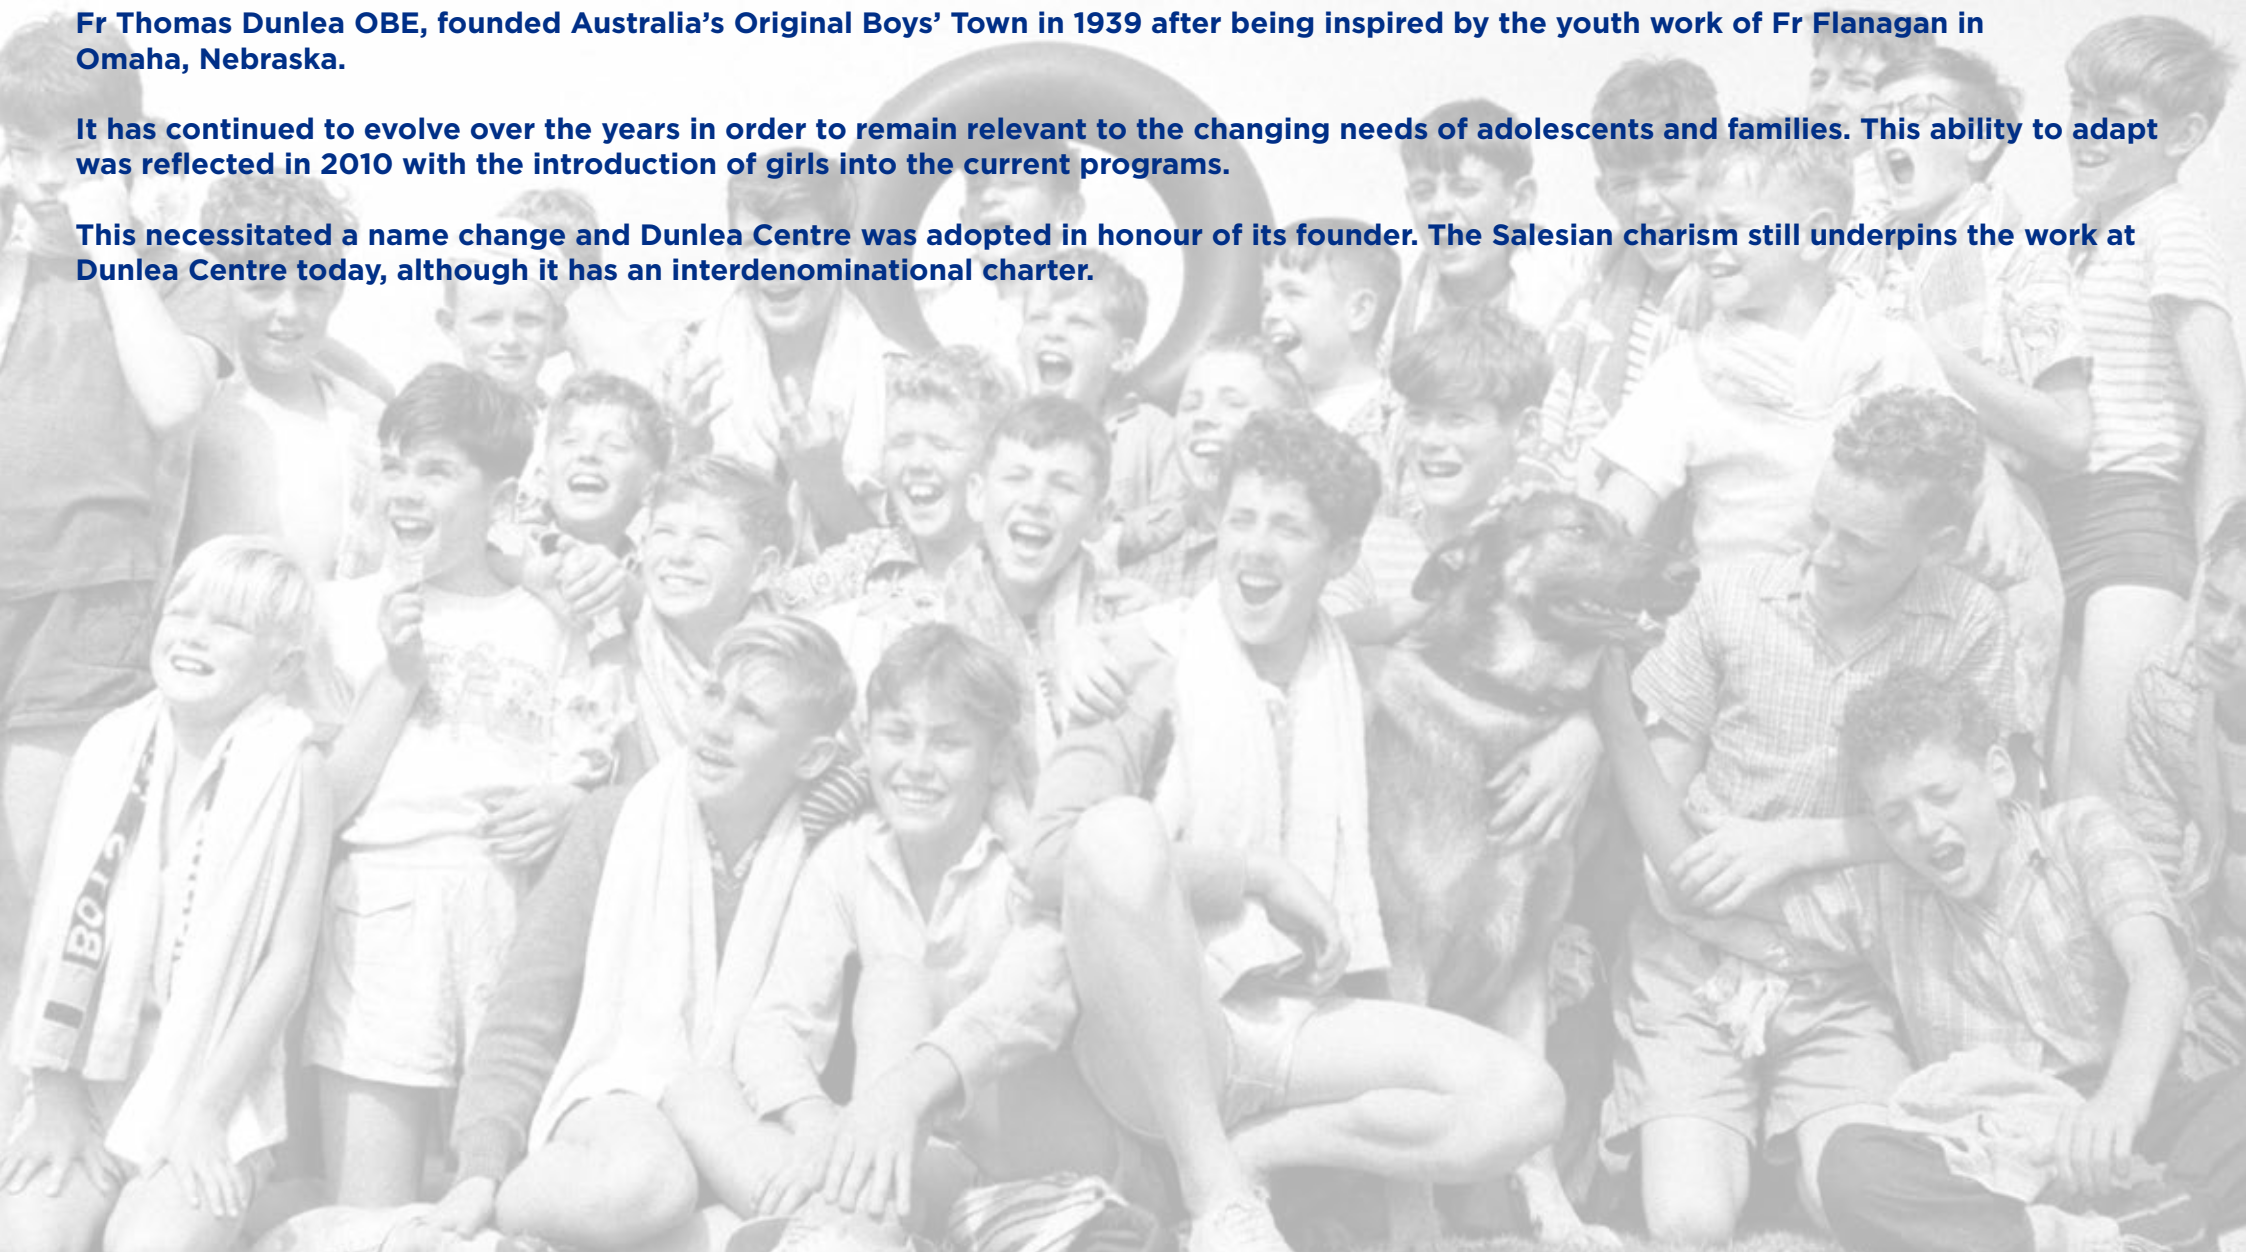 Fr Thomas Dunlea OBE, founded Australia’s Original Boys’ Town in 1939 after being inspired by the youth work of Fr Flanagan in
Omaha, Nebraska.
It has continued to evolve over the years in order to remain relevant to the changing needs of adolescents and families. This ability to adapt
was reflected in 2010 with the introduction of girls into the current programs.
This necessitated a name change and Dunlea Centre was adopted in honour of its founder. The Salesian charism still underpins the work at
Dunlea Centre today, although it has an interdenominational charter.
BOYS